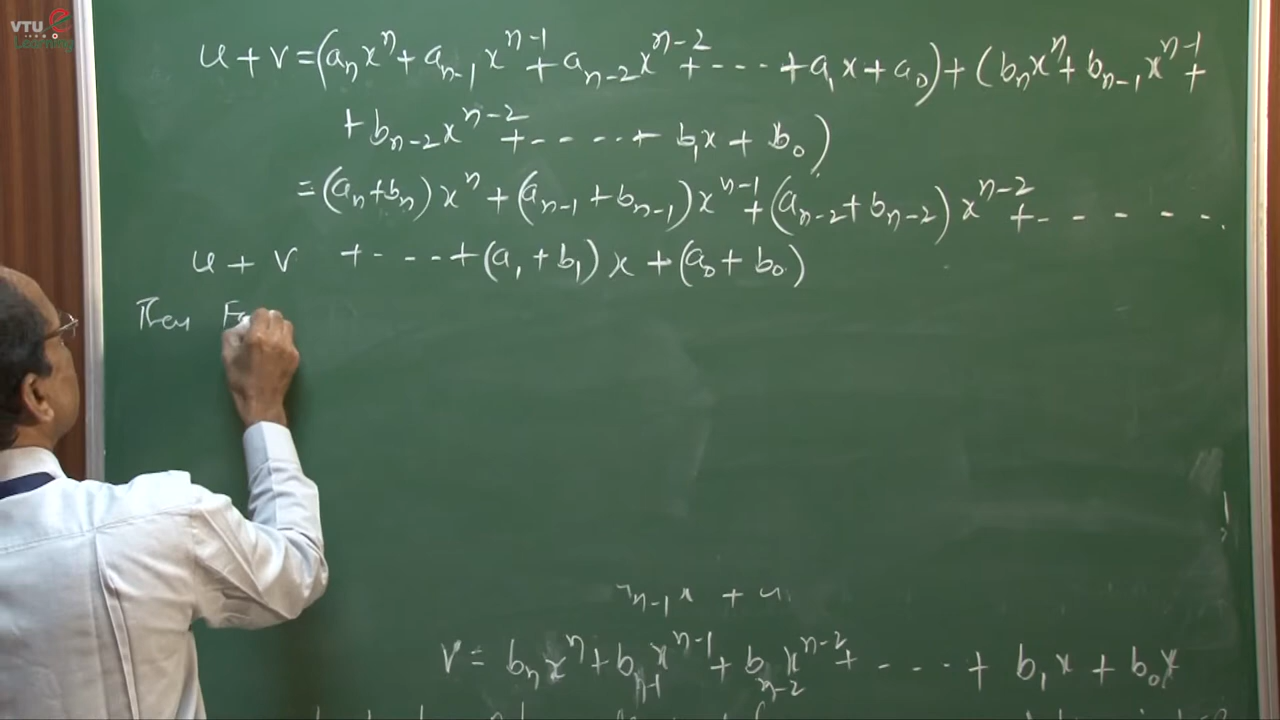 VTU e Learning
u + v = (aₙxⁿ + aₙ₋₁xⁿ⁻¹ + aₙ₋₂xⁿ⁻² + ---- + a₁x + a₀) + (bₙxⁿ + bₙ₋₁xⁿ⁻¹ +
+ bₙ₋₂xⁿ⁻² + ----- + b₁x + b₀)
= (aₙ + bₙ)xⁿ + (aₙ₋₁ + bₙ₋₁)xⁿ⁻¹ + (aₙ₋₂ + bₙ₋₂)xⁿ⁻² + - - - - -
u + v + ---- + (a₁ + b₁)x + (a₀ + b₀)
Then
ₙ₋₁x +
v = bₙxⁿ + bₙ₋₁xⁿ⁻¹ + bₙ₋₂xⁿ⁻² + - --- + b₁x + b₀x